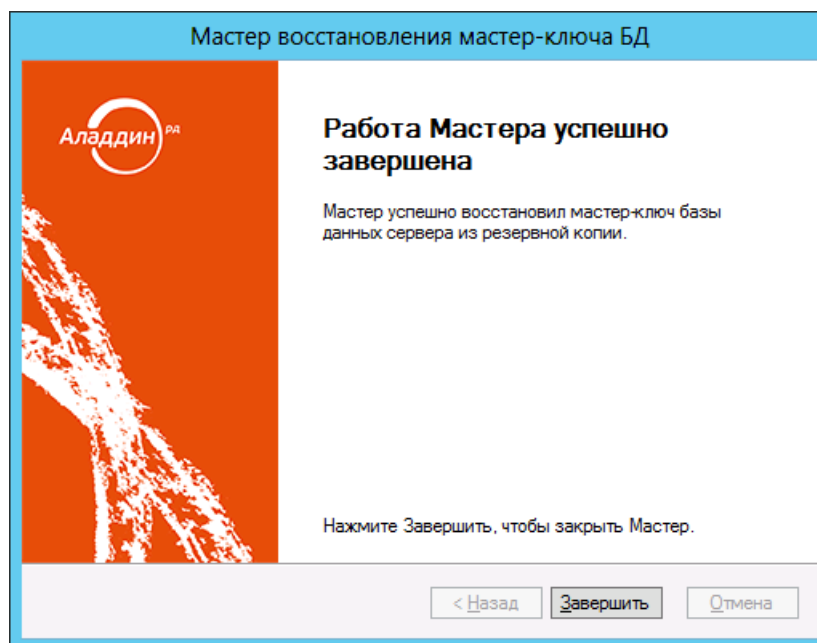 Мастер восстановления мастер-ключа БД
Аладдин РД
Работа Мастера успешно
завершена
Мастер успешно восстановил мастер-ключ базы
данных сервера из резервной копии.
Нажмите Завершить, чтобы закрыть Мастер.
< Назад
Завершить
Отмена